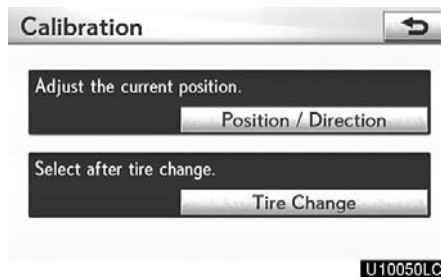 Calibration
Adjust the current position.
Position / Direction
Select after tire change.
Tire Change
U10050LC